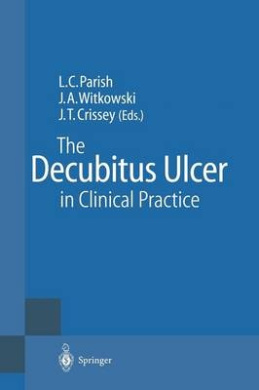 L.C.Parish
J.A.Witkowski
J.T.Crissey (Eds.)
The
Decubitus Ulcer
in Clinical Practice
Springer